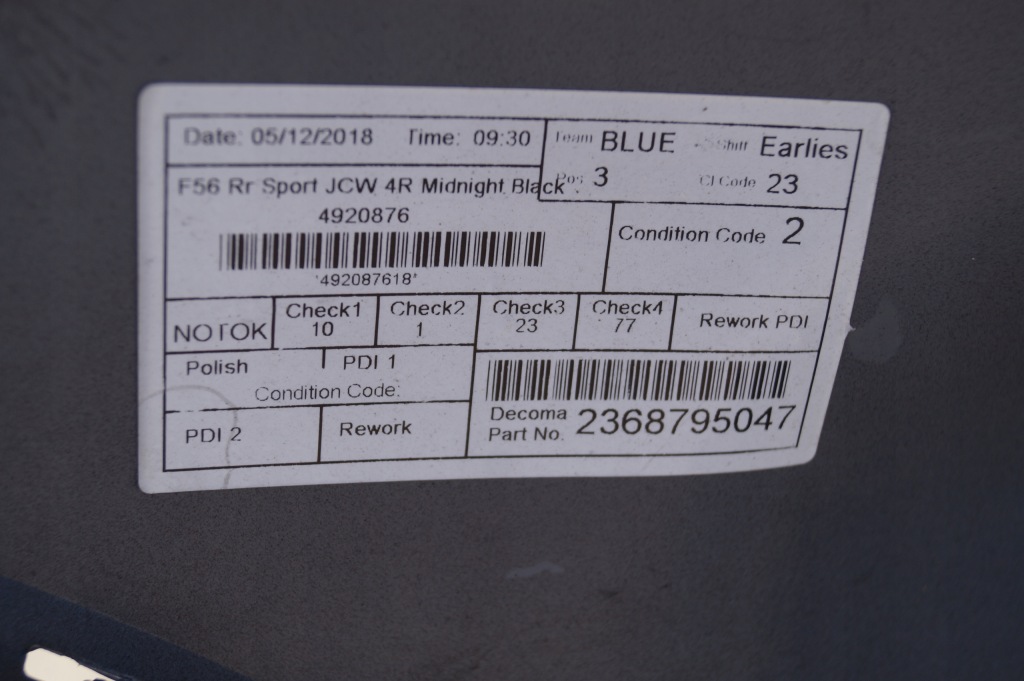 Date: 05/12/2018 Time: 09:30
Team BLUE Shift Earlies
Pos 3 Cl Code 23
F56 Rr Sport JCW 4R Midnight Black
4920876
*492087618*
Condition Code 2
NOTOK
Check1
10
Check2
1
Check3
23
Check4
77
Rework PDI
Polish PDI 1
Condition Code:
PDI 2 Rework
Decoma
Part No. 2368795047